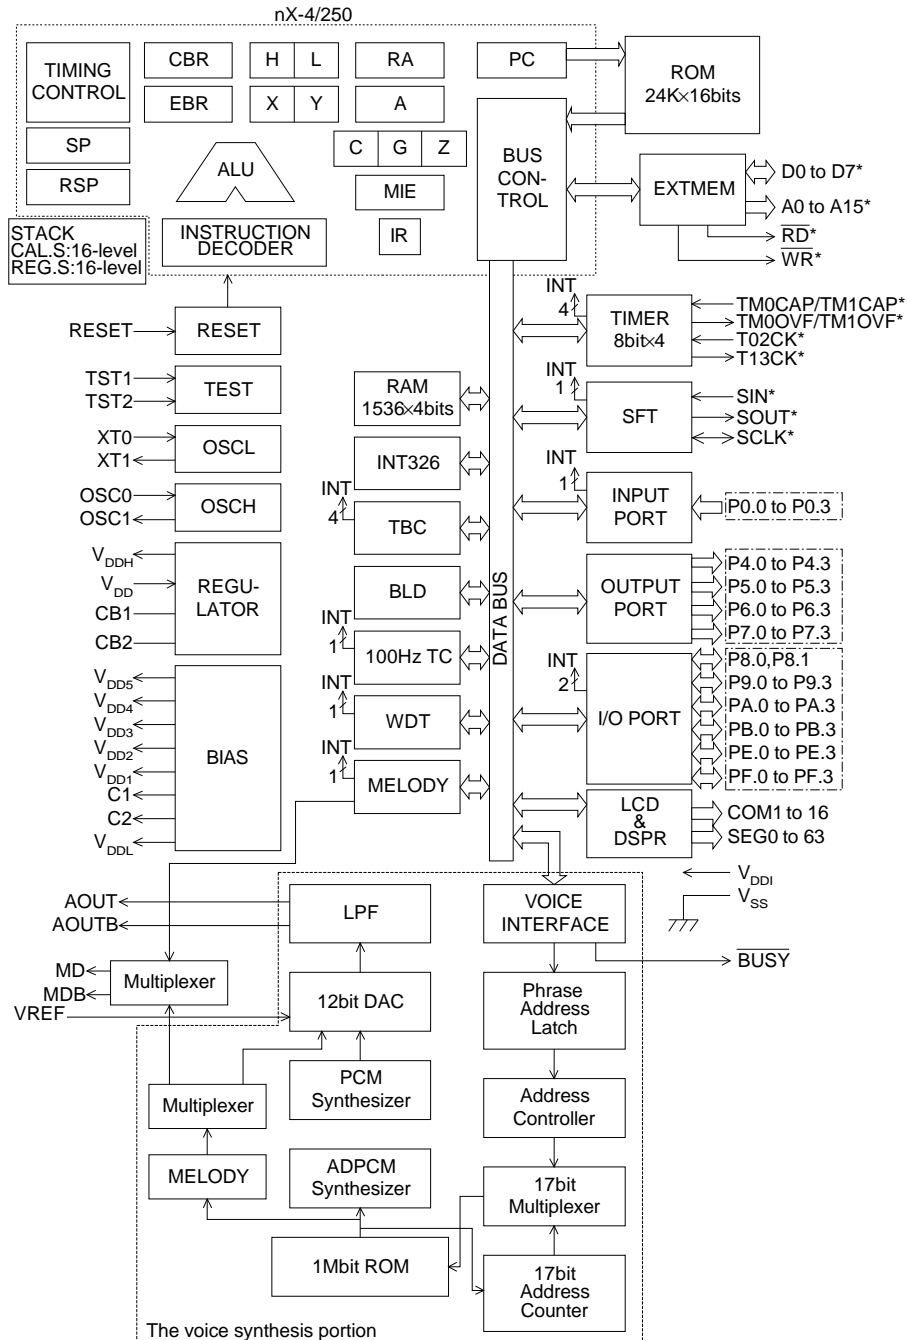 nX-4/250
TIMING
CONTROL
CBR
H
L
RA
PC
ROM
24K×16bits
EBR
X
Y
A
SP
RSP
ALU
C
G
Z
MIE
IR
BUS
CON-
TROL
EXTMEM
D0 to D7*
A0 to A15*
RD*
WR*
STACK
CAL.S:16-level
REG.S:16-level
INSTRUCTION
DECODER
RESET
RESET
TST1
TST2
TEST
XT0
XT1
OSCL
OSC0
OSC1
OSCH
VDDH
VDD
CB1
CB2
REGU-
LATOR
VDD5
VDD4
VDD3
VDD2
VDD1
C1
C2
VDDL
BIAS
RAM
1536×4bits
INT326
INT
4
TBC
BLD
INT
1
100Hz TC
INT
1
WDT
INT
1
MELODY
DATA BUS
INT
4
TIMER
8bit×4
TM0CAP/TM1CAP*
TM0OVF/TM1OVF*
T02CK*
T13CK*
INT
1
SFT
SIN*
SOUT*
SCLK*
INT
1
INPUT
PORT
P0.0 to P0.3
OUTPUT
PORT
P4.0 to P4.3
P5.0 to P5.3
P6.0 to P6.3
P7.0 to P7.3
INT
2
I/O PORT
P8.0,P8.1
P9.0 to P9.3
PA.0 to PA.3
PB.0 to PB.3
PE.0 to PE.3
PF.0 to PF.3
LCD
&
DSPR
COM1 to 16
SEG0 to 63
VDDI
VSS
AOUT
AOUTB
LPF
VOICE
INTERFACE
BUSY
MD
MDB
Multiplexer
VREF
12bit DAC
Phrase
Address
Latch
PCM
Synthesizer
Multiplexer
Address
Controller
MELODY
ADPCM
Synthesizer
17bit
Multiplexer
1Mbit ROM
17bit
Address
Counter
The voice synthesis portion